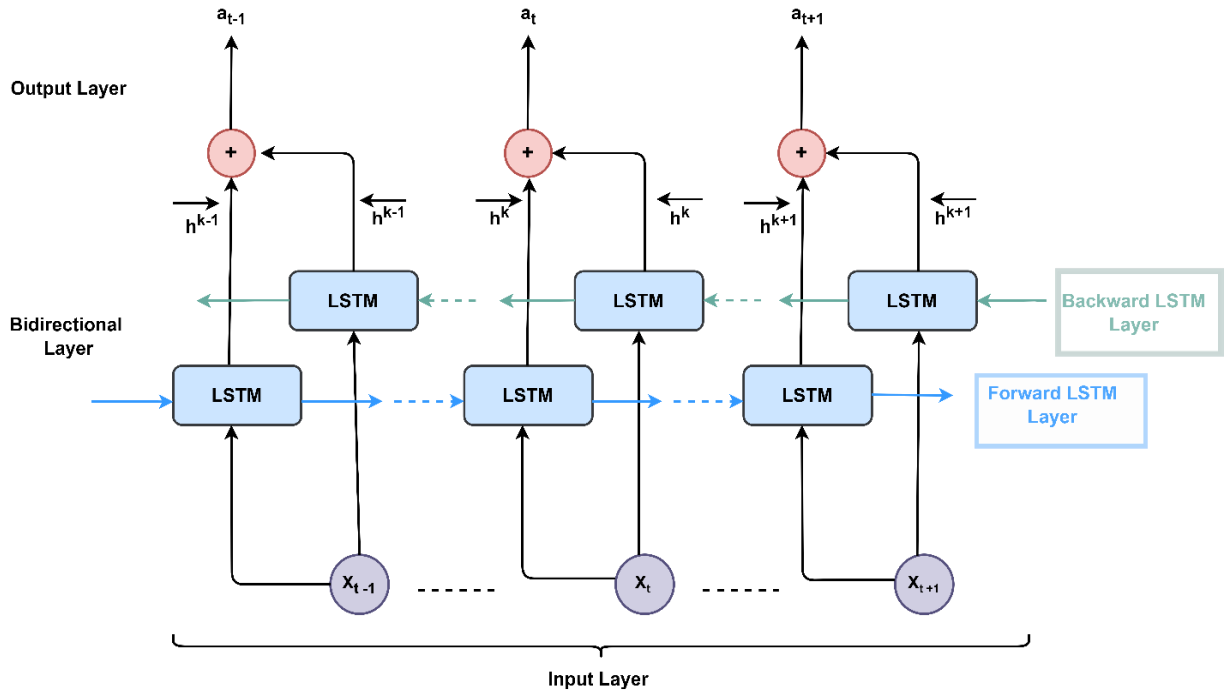 a_{t-1} a_t a_{t+1}
Output Layer
+ + +
h^{k-1} h^{k-1} h^k h^k h^{k+1} h^{k+1}
LSTM LSTM LSTM
Backward LSTM
Layer
Bidirectional
Layer
LSTM LSTM LSTM
Forward LSTM
Layer
X_{t-1} X_t X_{t+1}
Input Layer